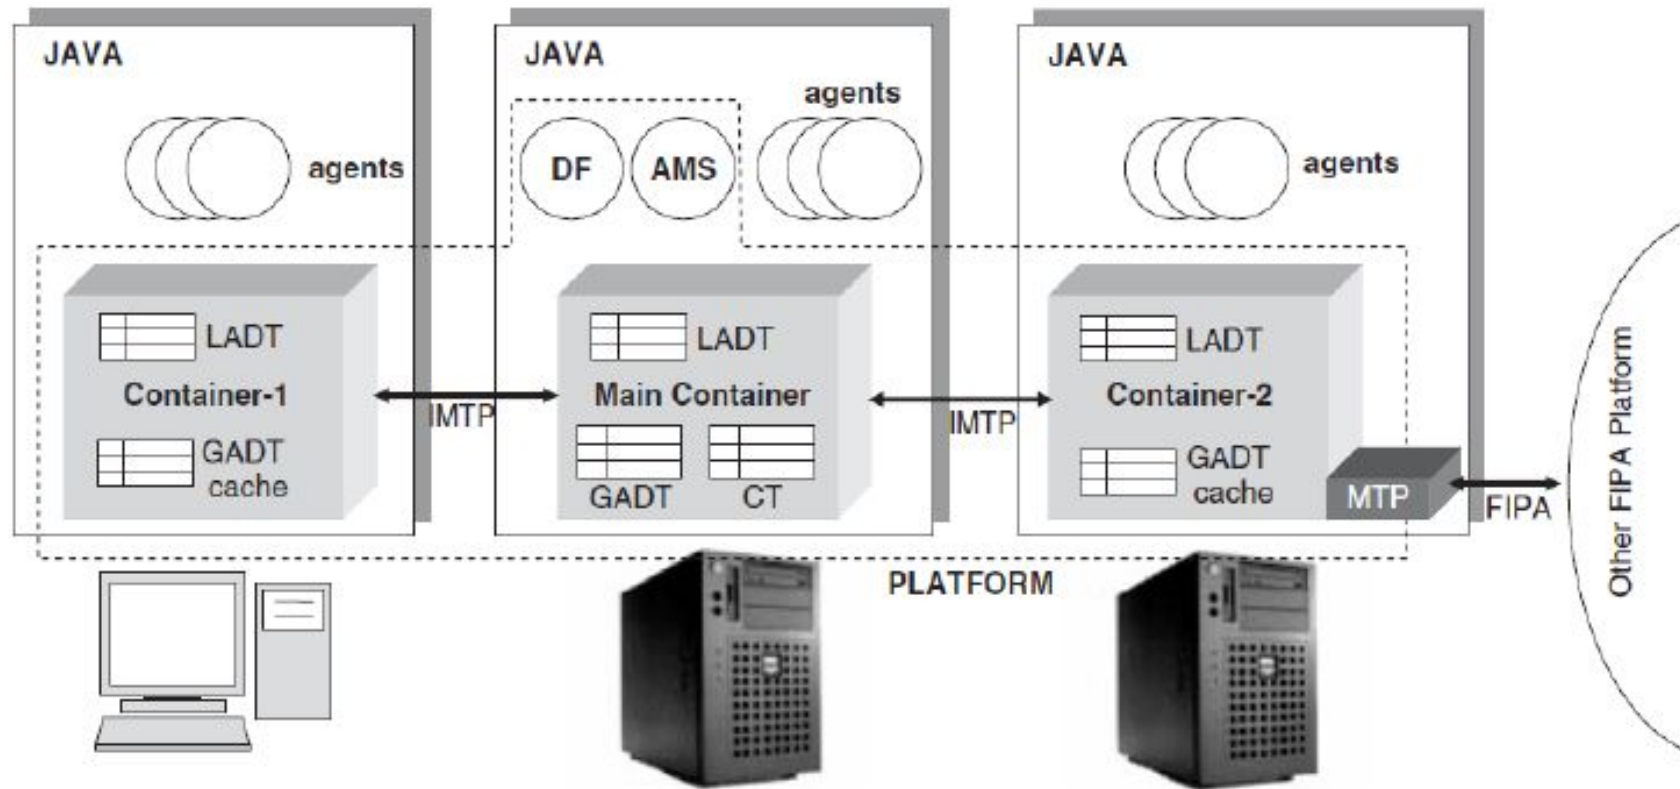 JAVA
agents
LADT
Container-1
GADT
cache
IMTP
JAVA
agents
DF
AMS
LADT
Main Container
GADT
CT
IMTP
JAVA
agents
LADT
Container-2
GADT
cache
MTP
FIPA
Other FIPA Platform
PLATFORM